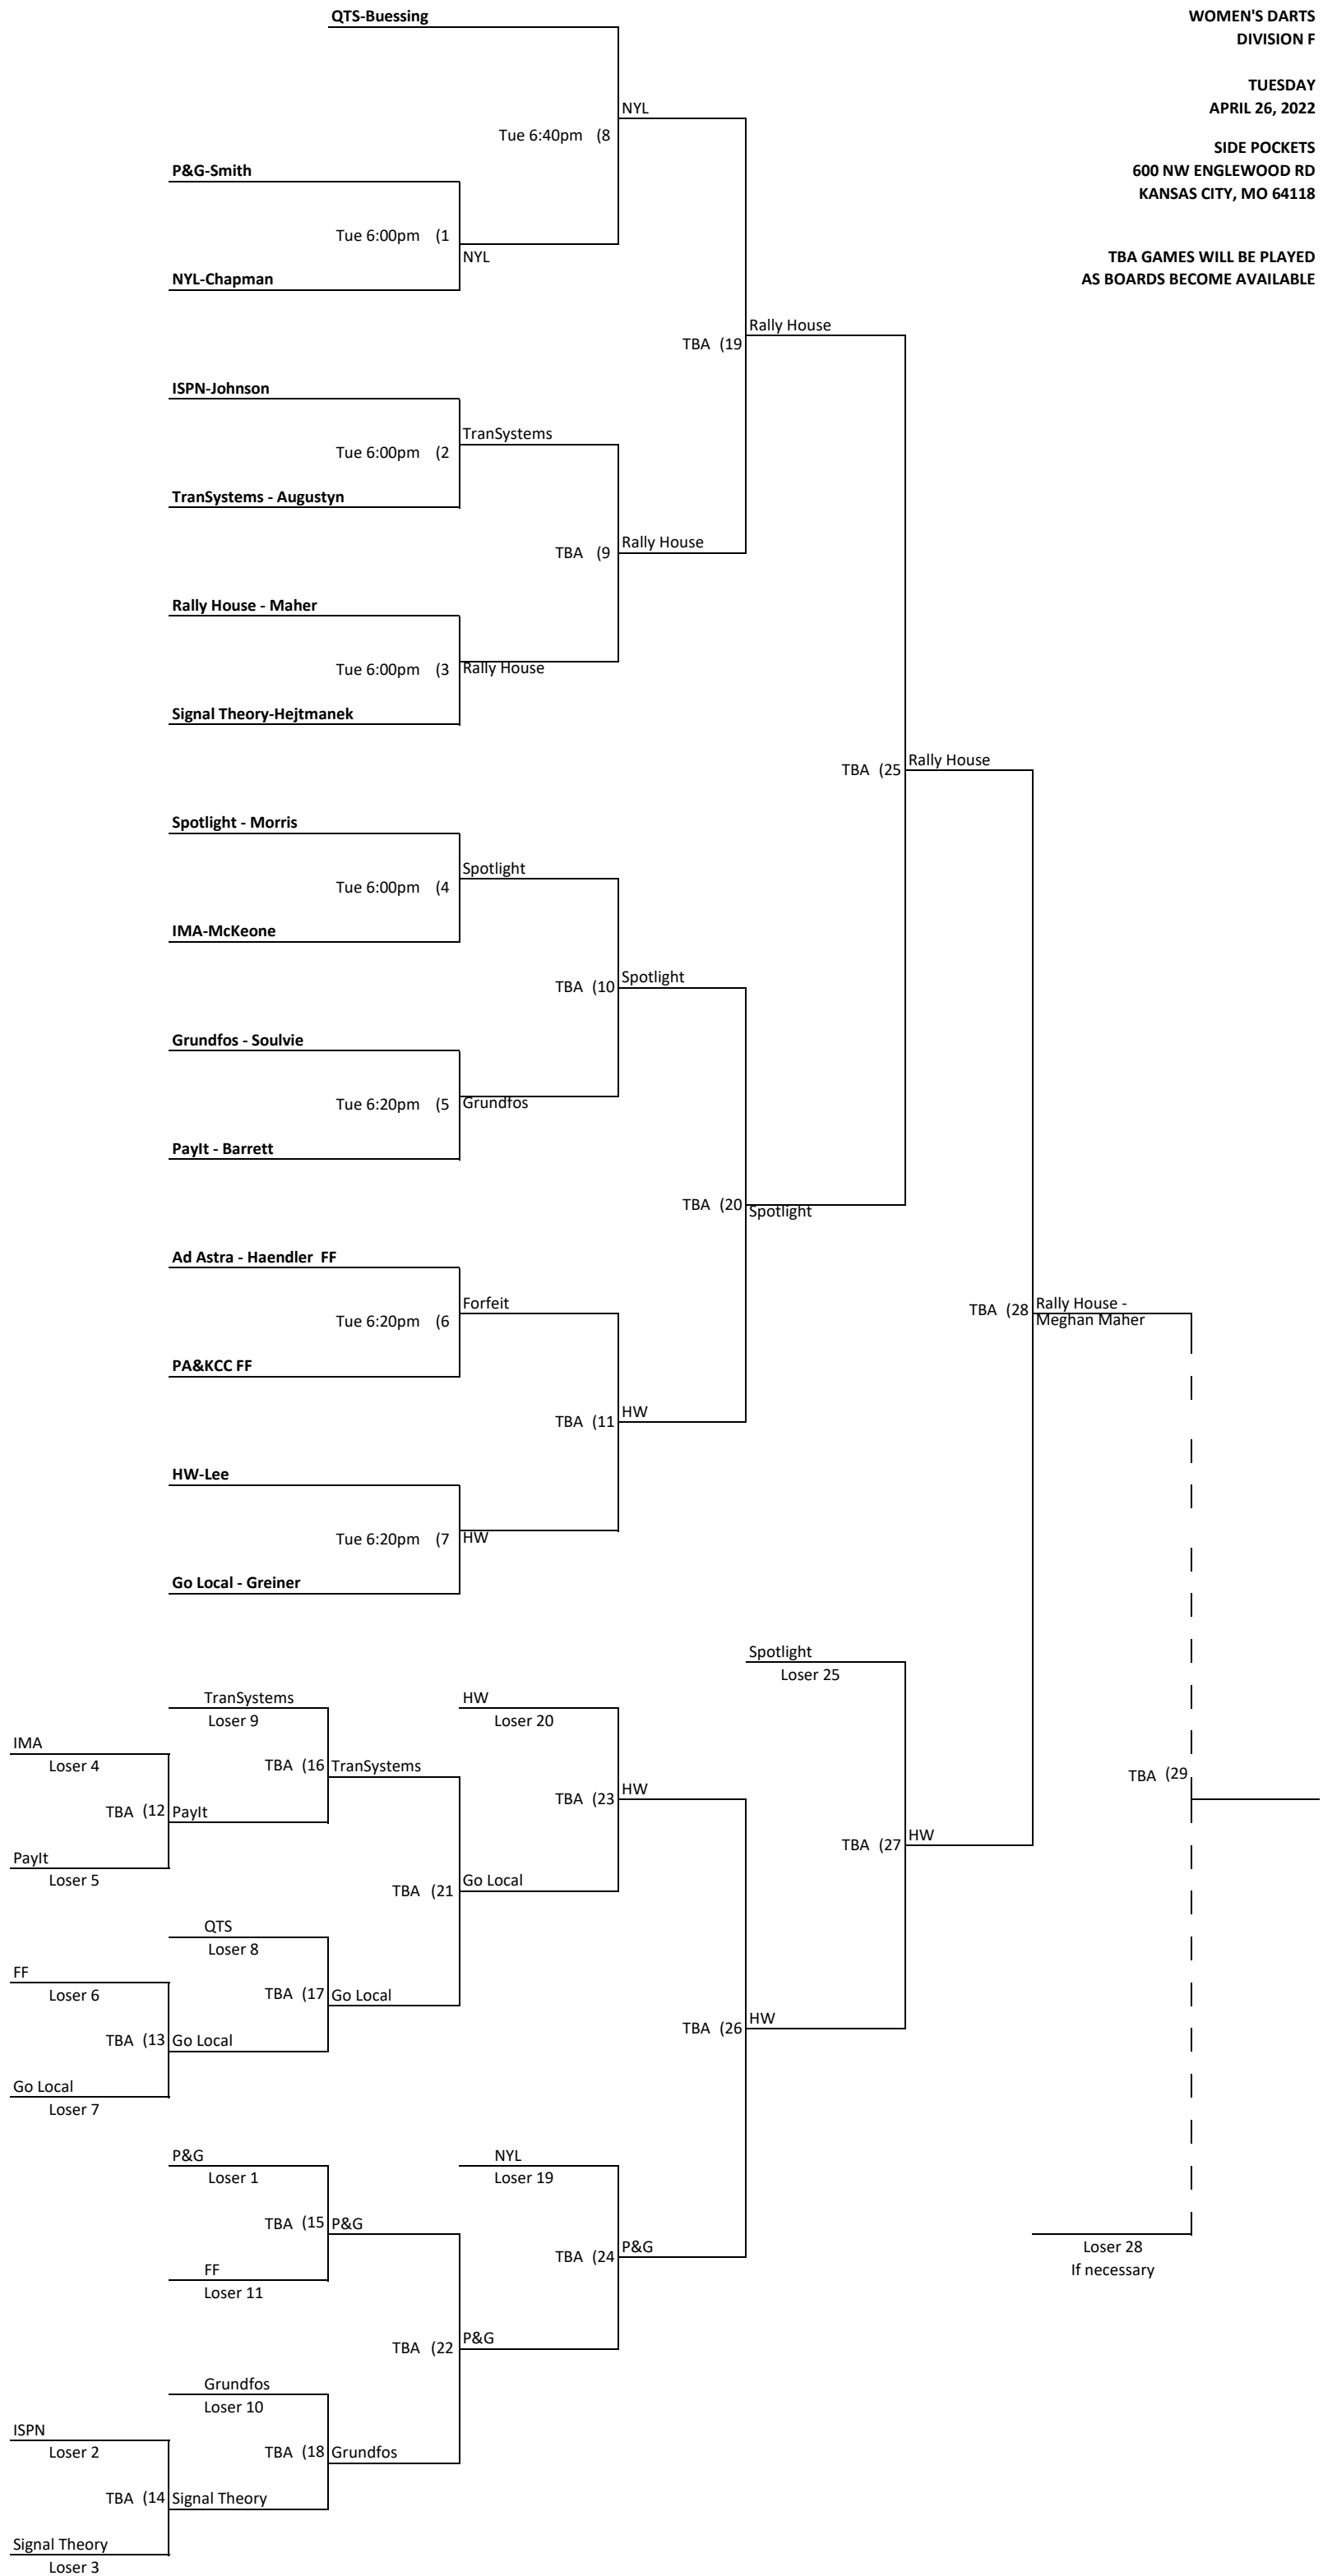 QTS-Buessing
WOMEN'S DARTS
DIVISION F
TUESDAY
APRIL 26, 2022
NYL
Tue 6:40pm (8
SIDE POCKETS
P&G-Smith
600 NW ENGLEWOOD RD
KANSAS CITY, MO 64118
Tue 6:00pm (1
NYL
TBA GAMES WILL BE PLAYED
NYL-Chapman
AS BOARDS BECOME AVAILABLE
Rally House
TBA (19
ISPN-Johnson
TranSystems
Tue 6:00pm (2
TranSystems - Augustyn
Rally House
TBA (9
Rally House - Maher
Tue 6:00pm (3
Rally House
Signal Theory-Hejtmanek
Rally House
TBA (25
Spotlight - Morris
Spotlight
Tue 6:00pm (4
IMA-McKeone
Spotlight
TBA (10
Grundfos - Soulvie
Tue 6:20pm (5
Grundfos
PayIt - Barrett
TBA (20
Spotlight
Ad Astra - Haendler FF
Forfeit
Rally House -
TBA (28
Meghan Maher
Tue 6:20pm (6
PA&KCC FF
HW
TBA (11
HW-Lee
Tue 6:20pm (7
HW
Go Local - Greiner
Spotlight
Loser 25
TranSystems
HW
Loser 9
Loser 20
IMA
Loser 4
TBA (16
TranSystems
TBA (29
HW
TBA (23
TBA (12
PayIt
HW
TBA (27
PayIt
Loser 5
Go Local
TBA (21
QTS
Loser 8
FF
Loser 6
TBA (17
Go Local
HW
TBA (26
TBA (13
Go Local
Go Local
Loser 7
P&G
NYL
Loser 1
Loser 19
TBA (15
P&G
P&G
TBA (24
Loser 28
FF
If necessary
Loser 11
P&G
TBA (22
Grundfos
Loser 10
ISPN
Loser 2
TBA (18
Grundfos
TBA (14
Signal Theory
Signal Theory
Loser 3